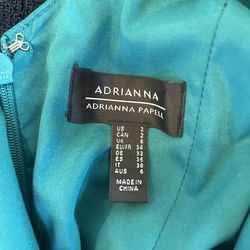 ADRIANNA
ADRIANNA PAPELL
US 2
CAN 2
UK 6
EU/FR 34
DE 32
ES 36
IT 38
AUS 6
MADE IN
CHINA